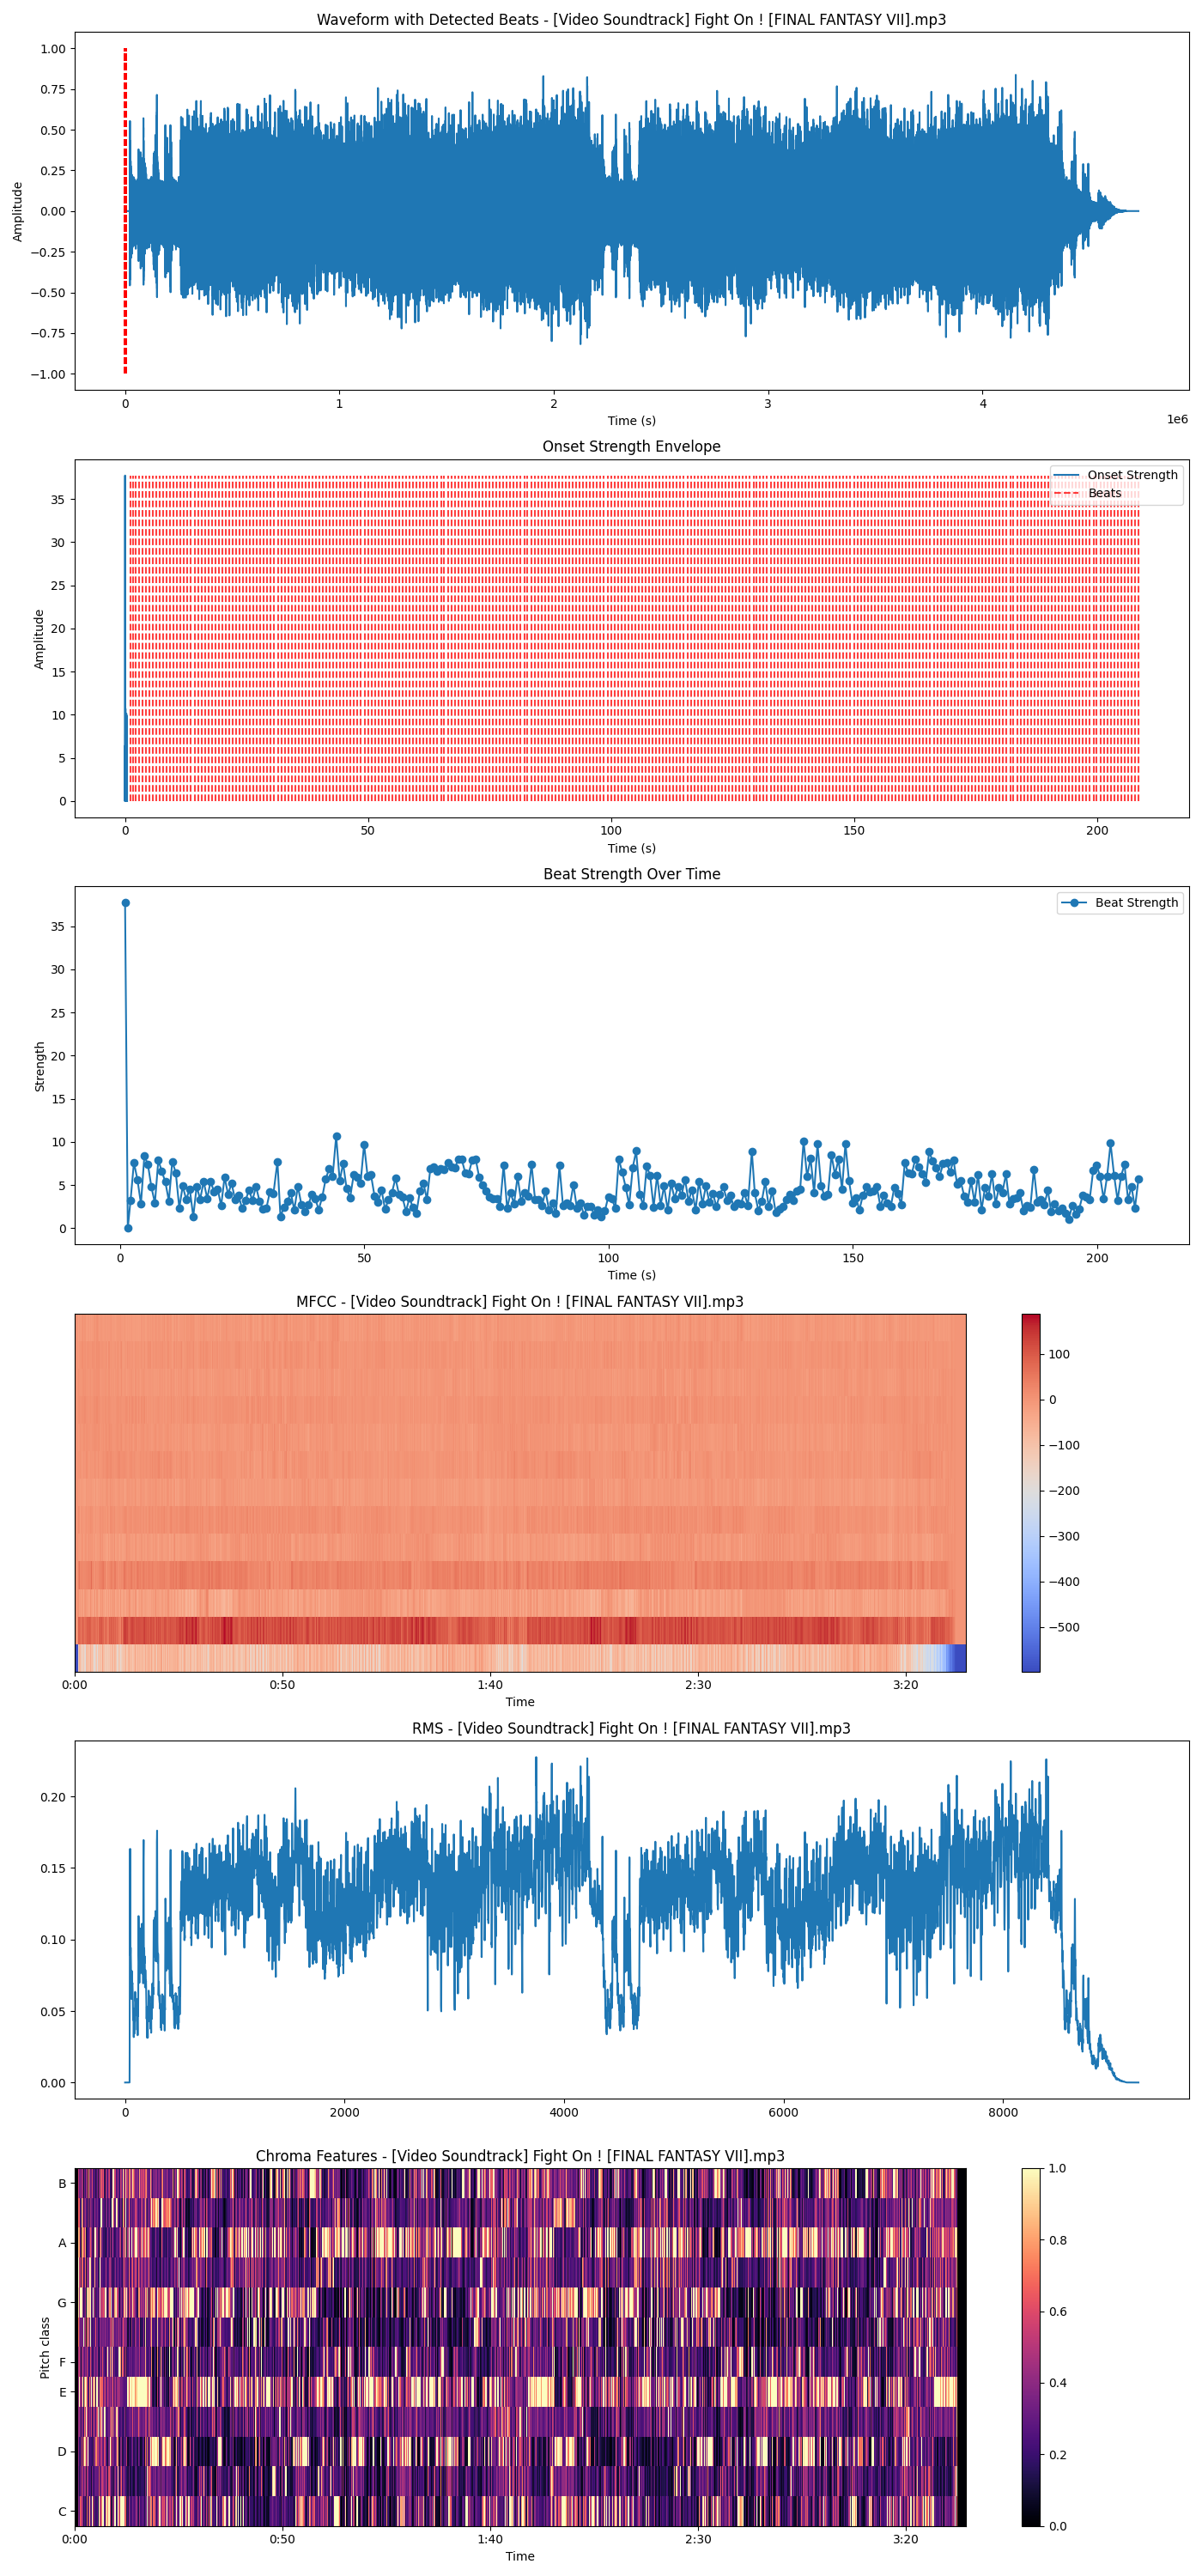 Waveform with Detected Beats - [Video Soundtrack] Fight On ! [FINAL FANTASY VII].mp3
1.00
0.75
0.50
0.25
0.00
−0.25
−0.50
−0.75
−1.00
Amplitude
0 1 2 3 4
1e6
Time (s)
Onset Strength Envelope
Onset Strength
Beats
35
30
25
20
15
10
5
0
Amplitude
0 50 100 150 200
Time (s)
Beat Strength Over Time
Beat Strength
35
30
25
20
15
10
5
0
Strength
0 50 100 150 200
Time (s)
MFCC - [Video Soundtrack] Fight On ! [FINAL FANTASY VII].mp3
100
0
−100
−200
−300
−400
−500
0:00 0:50 1:40 2:30 3:20
Time
RMS - [Video Soundtrack] Fight On ! [FINAL FANTASY VII].mp3
0.20
0.15
0.10
0.05
0.00
0 2000 4000 6000 8000
Chroma Features - [Video Soundtrack] Fight On ! [FINAL FANTASY VII].mp3
B
A
G
F
E
D
C
Pitch class
1.0
0.8
0.6
0.4
0.2
0.0
0:00 0:50 1:40 2:30 3:20
Time